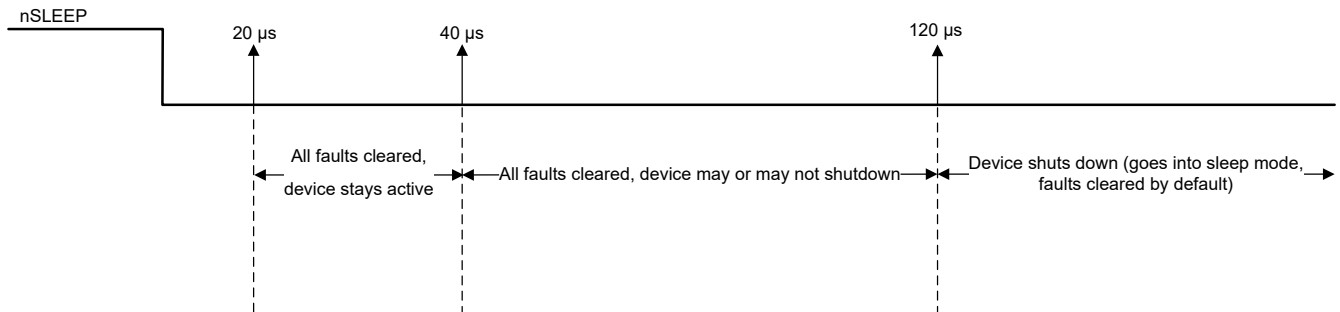 nSLEEP
20 µs
40 µs
120 µs
All faults cleared,
device stays active
All faults cleared, device may or may not shutdown
Device shuts down (goes into sleep mode,
faults cleared by default)